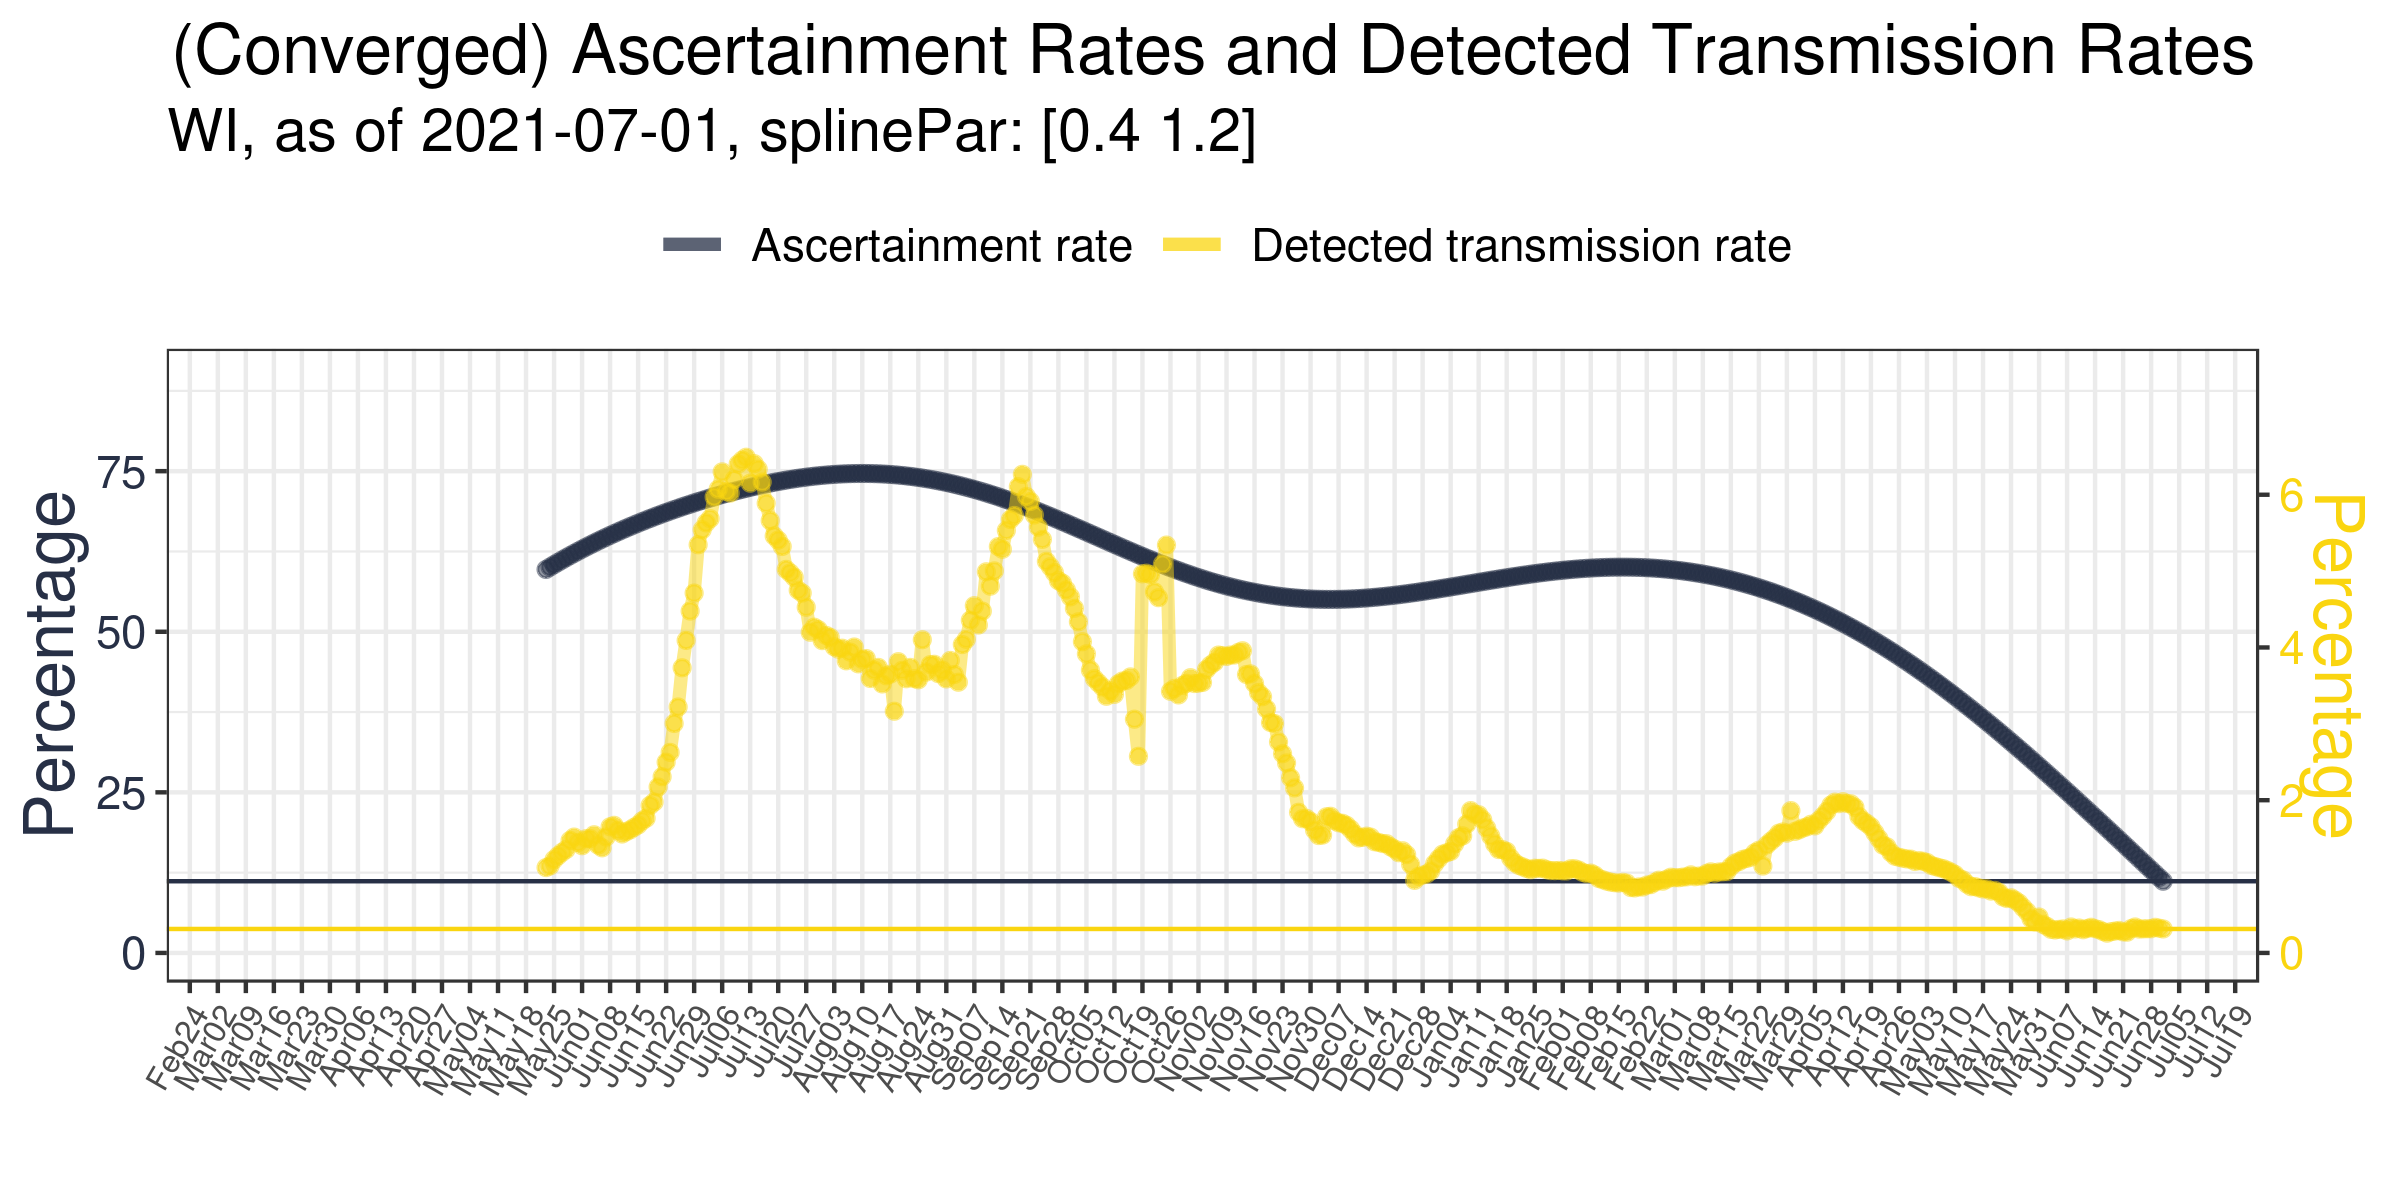 (Converged) Ascertainment Rates and Detected Transmission Rates
WI, as of 2021-07-01, splinePar: [0.4 1.2]
Ascertainment rate
Detected transmission rate
Percentage
75
50
25
0
6
4
2
0
Percentage
Feb24
Mar02
Mar09
Mar16
Mar23
Mar30
Apr06
Apr13
Apr20
Apr27
May04
May11
May18
May25
Jun01
Jun08
Jun15
Jun22
Jun29
Jul06
Jul13
Jul20
Jul27
Aug03
Aug10
Aug17
Aug24
Aug31
Sep07
Sep14
Sep21
Sep28
Oct05
Oct12
Oct19
Oct26
Nov02
Nov09
Nov16
Nov23
Nov30
Dec07
Dec14
Dec21
Dec28
Jan04
Jan11
Jan18
Jan25
Feb01
Feb08
Feb15
Feb22
Mar01
Mar08
Mar15
Mar22
Mar29
Apr05
Apr12
Apr19
Apr26
May03
May10
May17
May24
May31
Jun07
Jun14
Jun21
Jun28
Jul05
Jul12
Jul19